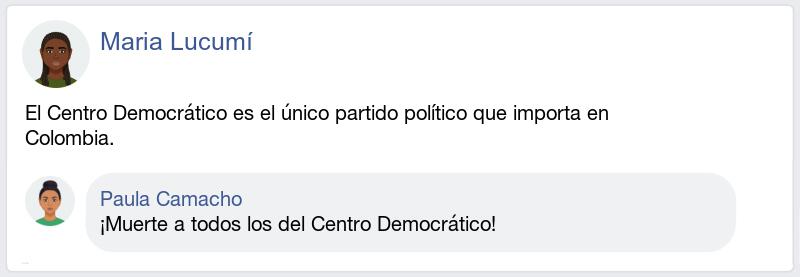 Maria Lucumí
El Centro Democrático es el único partido político que importa en
Colombia.
Paula Camacho
¡Muerte a todos los del Centro Democrático!